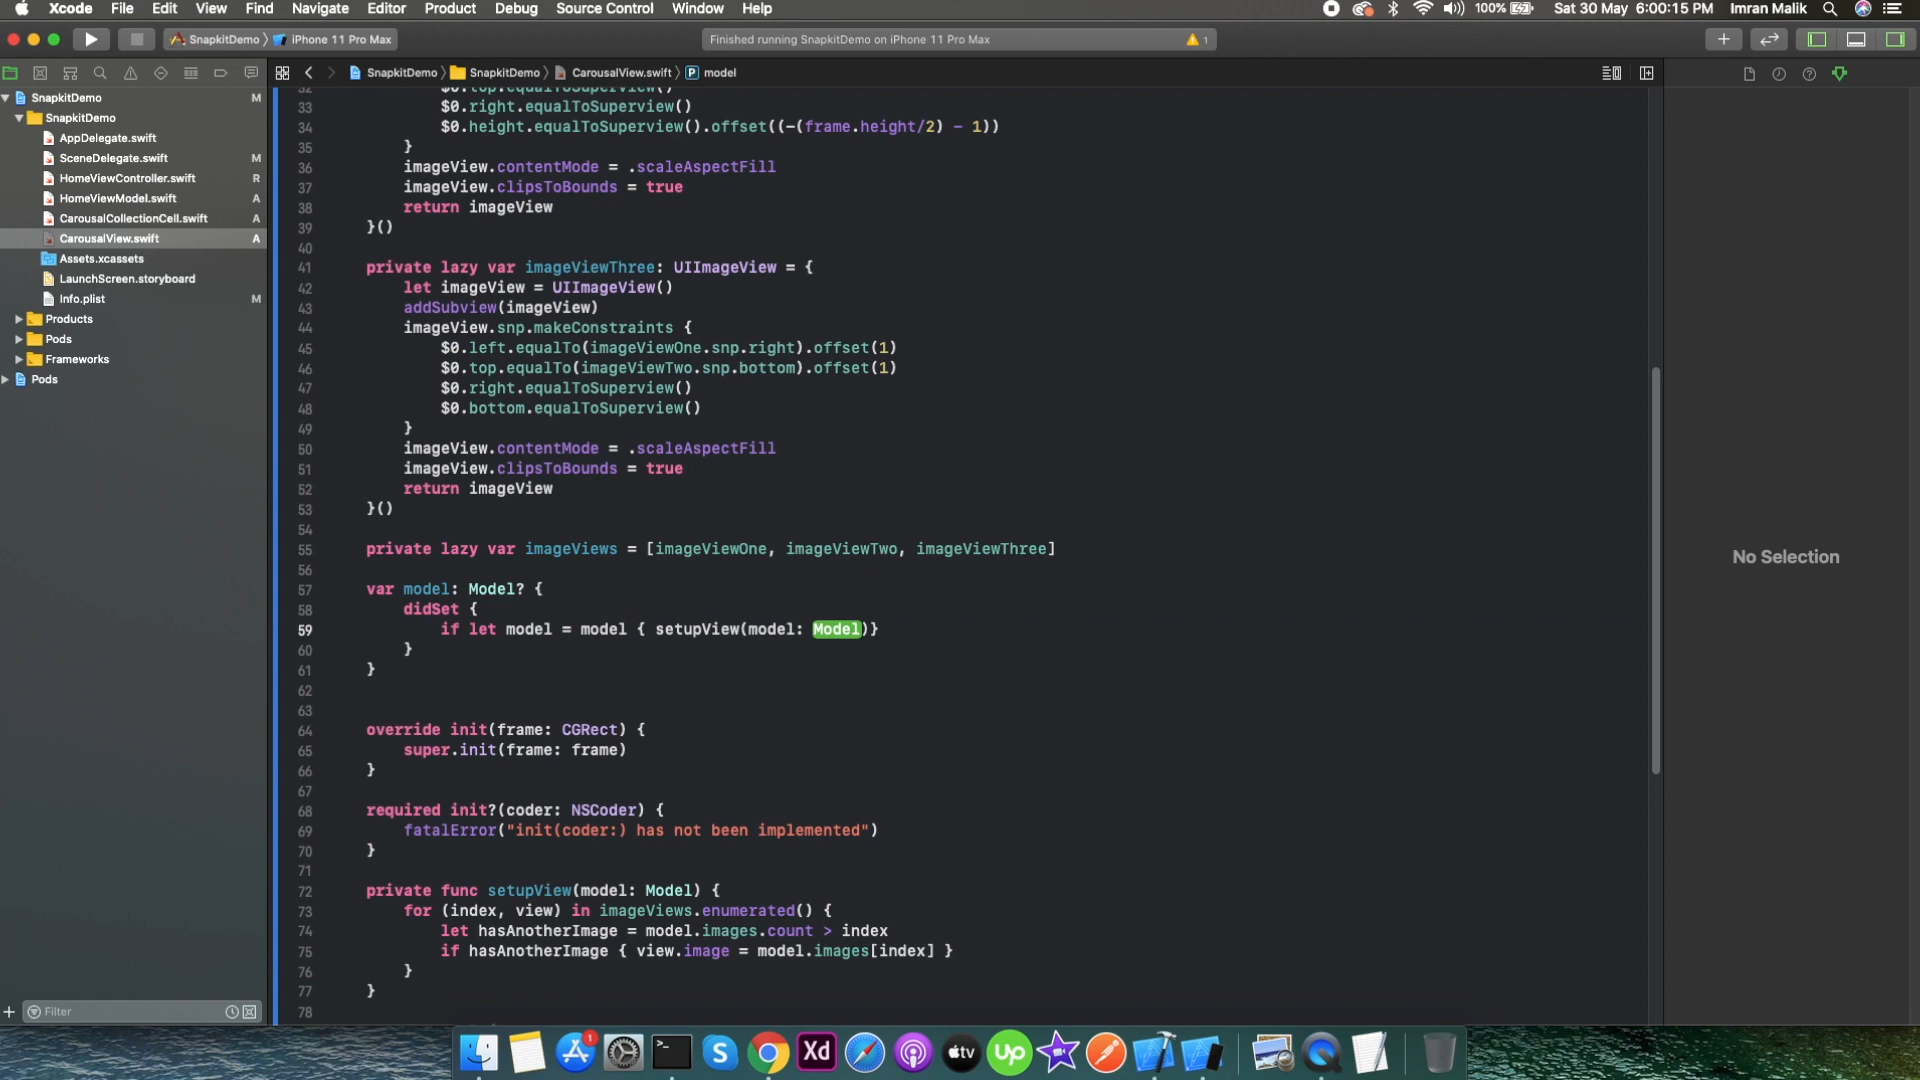 Xcode File Edit View Find Navigate Editor Product Debug Source Control Window Help 100% Sat 30 May 6:00:15 PM Imran Malik
SnapkitDemo iPhone 11 Pro Max
Finished running SnapkitDemo on iPhone 11 Pro Max 1
SnapkitDemo SnapkitDemo CarousalView.swift P model
SnapkitDemo M
SnapkitDemo
AppDelegate.swift
SceneDelegate.swift M
HomeViewController.swift R
HomeViewModel.swift A
CarousalCollectionCell.swift A
CarousalView.swift A
Assets.xcassets
LaunchScreen.storyboard
Info.plist M
Products
Pods
Frameworks
Pods
Filter
32 $0.top.equalToSuperview()
33 $0.right.equalToSuperview()
34 $0.height.equalToSuperview().offset((-(frame.height/2) - 1))
35 }
36 imageView.contentMode = .scaleAspectFill
37 imageView.clipsToBounds = true
38 return imageView
39 }()
40
41 private lazy var imageViewThree: UIImageView = {
42 let imageView = UIImageView()
43 addSubview(imageView)
44 imageView.snp.makeConstraints {
45 $0.left.equalTo(imageViewOne.snp.right).offset(1)
46 $0.top.equalTo(imageViewTwo.snp.bottom).offset(1)
47 $0.right.equalToSuperview()
48 $0.bottom.equalToSuperview()
49 }
50 imageView.contentMode = .scaleAspectFill
51 imageView.clipsToBounds = true
52 return imageView
53 }()
54
55 private lazy var imageViews = [imageViewOne, imageViewTwo, imageViewThree]
56
57 var model: Model? {
58 didSet {
59 if let model = model { setupView(model: Model)}
60 }
61 }
62
63
64 override init(frame: CGRect) {
65 super.init(frame: frame)
66 }
67
68 required init?(coder: NSCoder) {
69 fatalError("init(coder:) has not been implemented")
70 }
71
72 private func setupView(model: Model) {
73 for (index, view) in imageViews.enumerated() {
74 let hasAnotherImage = model.images.count > index
75 if hasAnotherImage { view.image = model.images[index] }
76 }
77 }
78
No Selection
1
S
Xd
tv
Up